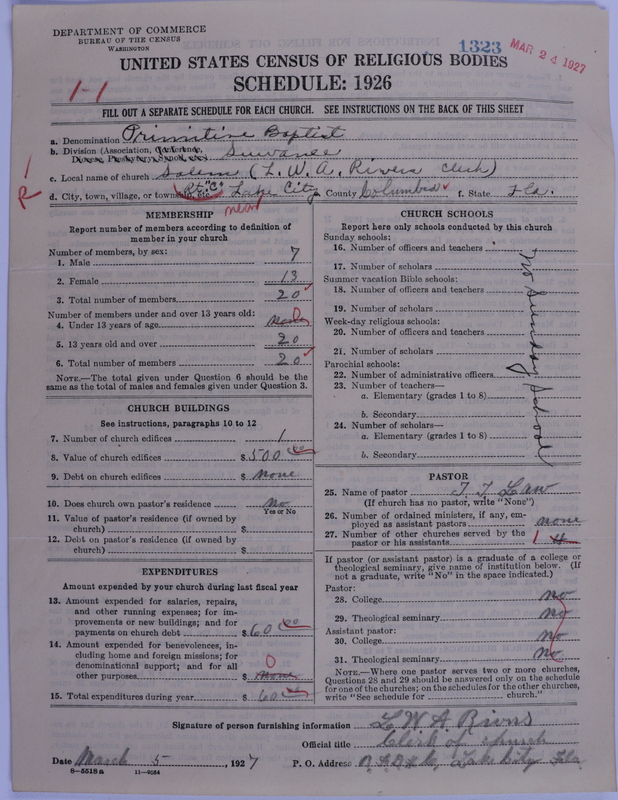 DEPARTMENT OF COMMERCE
BUREAU OF THE CENSUS
WASHINGTON
1323
MAR 24 1927
UNITED STATES CENSUS OF RELIGIOUS BODIES
SCHEDULE: 1926
1-1
FILL OUT A SEPARATE SCHEDULE FOR EACH CHURCH. SEE INSTRUCTIONS ON THE BACK OF THIS SHEET
a. Denomination Primitive Baptist
b. Division (Association, Conference, Suwanee
Diocese, Presbytery, Synod, etc.)
c. Local name of church Salem (L. W. A. Rivers Clerk)
R-1
d. City, town, village, or township Rt. "C" Lake City County Columbia f. State Fla.
near
MEMBERSHIP
Report number of members according to definition of
member in your church
Number of members, by sex:
1. Male 7
2. Female 13
3. Total number of members 20
Number of members under and over 13 years old:
4. Under 13 years of age None 0
5. 13 years old and over 20
6. Total number of members 20
NOTE.—The total given under Question 6 should be the
same as the total of males and females given under Question 3.
CHURCH BUILDINGS
See instructions, paragraphs 10 to 12
7. Number of church edifices 1
8. Value of church edifices $500
9. Debt on church edifices $ None
10. Does church own pastor's residence No
Yes or No
11. Value of pastor's residence (if owned by
church) $
12. Debt on pastor's residence (if owned by
church) $
EXPENDITURES
Amount expended by your church during last fiscal year
13. Amount expended for salaries, repairs,
and other running expenses; for im-
provements or new buildings; and for
payments on church debt $60
14. Amount expended for benevolences, in-
cluding home and foreign missions; for
denominational support; and for all
other purposes $ None 0
15. Total expenditures during year $ 60
CHURCH SCHOOLS
Report here only schools conducted by this church
Sunday schools:
16. Number of officers and teachers
17. Number of scholars
Summer vacation Bible schools:
18. Number of officers and teachers
19. Number of scholars
Week-day religious schools:
20. Number of officers and teachers
21. Number of scholars
Parochial schools:
22. Number of administrative officers
23. Number of teachers—
a. Elementary (grades 1 to 8)
b. Secondary
24. Number of scholars—
a. Elementary (grades 1 to 8)
b. Secondary
No Sunday School
PASTOR
25. Name of pastor T. T. Law
(If church has no pastor, write "None")
26. Number of ordained ministers, if any, em-
ployed as assistant pastors none
27. Number of other churches served by the
pastor or his assistants 1
If pastor (or assistant pastor) is a graduate of a college or
theological seminary, give name of institution below. (If
not a graduate, write "No" in the space indicated.)
Pastor:
28. College no
29. Theological seminary no
Assistant pastor:
30. College no
31. Theological seminary no
NOTE.—Where one pastor serves two or more churches,
Questions 28 and 29 should be answered only on the schedule
for one of the churches; on the schedules for the other churches,
write "See schedule for church."
Signature of person furnishing information L. W. A. Rivers
Official title Clerk of church
Date March 5, 1927 P. O. Address R. F. D. # C, Lake City Fla.
8-5518a 11-9054